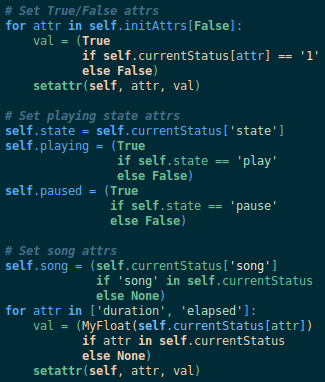 # Set True/False attrs
for attr in self.initAttrs[False]:
    val = (True
           if self.currentStatus[attr] == '1'
           else False)
    setattr(self, attr, val)

# Set playing state attrs
self.state = self.currentStatus['state']
self.playing = (True
                if self.state == 'play'
                else False)
self.paused = (True
               if self.state == 'pause'
               else False)

# Set song attrs
self.song = (self.currentStatus['song']
             if 'song' in self.currentStatus
             else None)
for attr in ['duration', 'elapsed']:
    val = (MyFloat(self.currentStatus[attr])
           if attr in self.currentStatus
           else None)
    setattr(self, attr, val)